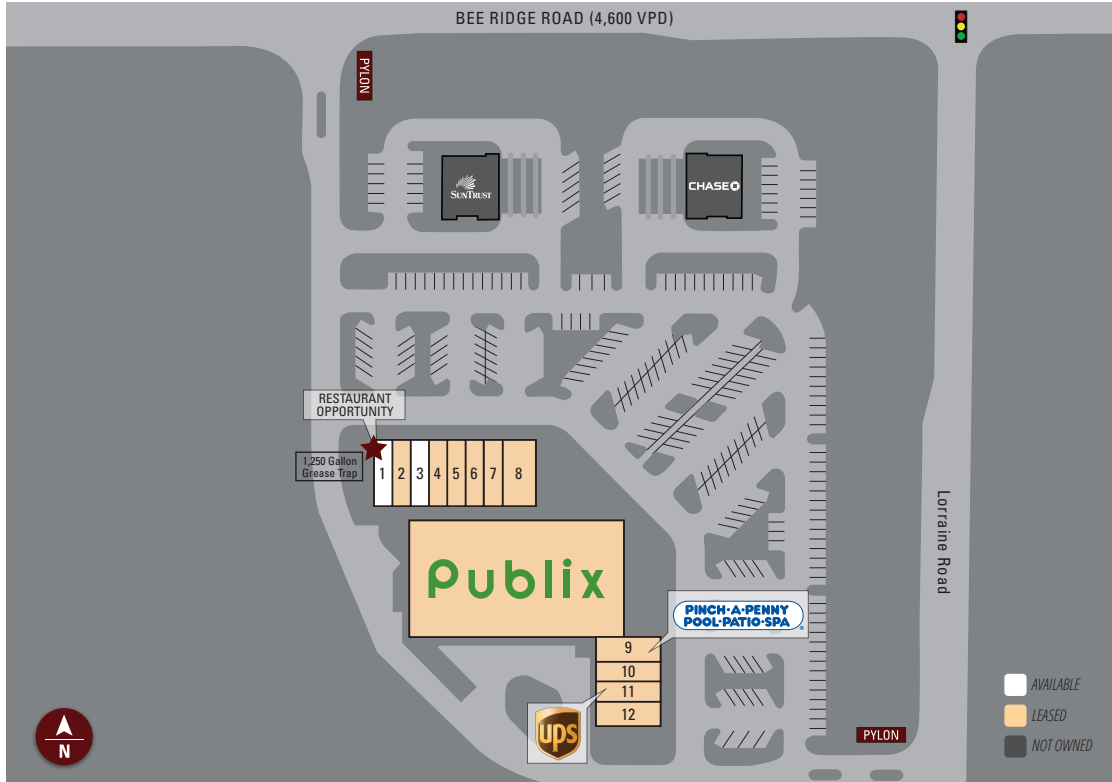 BEE RIDGE ROAD (4,600 VPD)
PYLON
SUNTRUST
CHASE
RESTAURANT
OPPORTUNITY
1,250 Gallon
Grease Trap
1
2
3
4
5
6
7
8
Publix
PINCH·A·PENNY
POOL·PATIO·SPA
9
10
11
12
ups
Lorraine Road
PYLON
AVAILABLE
LEASED
NOT OWNED
N